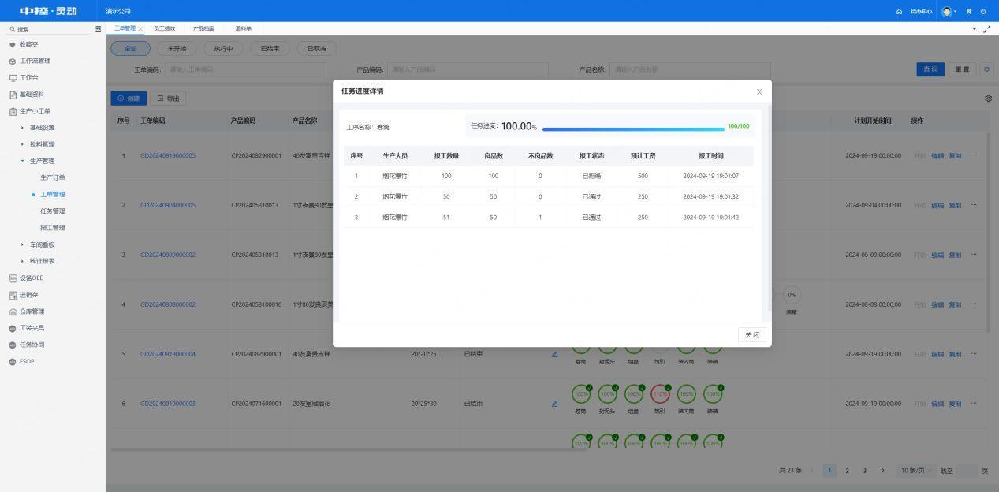 中控·灵动 演示公司 待办中心
搜索
工单管理 员工绩效 产品档案 退料单
收藏夹
工作流管理
工作台
基础资料
生产小工单
基础设置
投料管理
生产管理
生产订单
工单管理
任务管理
报工管理
车间看板
统计报表
设备OEE
进销存
仓库管理
工装夹具
任务协同
ESOP
全部 未开始 执行中 已结束 已取消
工单编码: 请输入工单编码 产品编码: 请输入产品编码 产品名称: 请输入产品名称 查 询 重 置
创建 导出
序号 工单编码 产品编码 产品名称 计划开始时间 操作
1 GD20240919000005 CP2024082900001 40发富贵吉祥 2024-09-19 00:00:00 开始 编辑 复制 ···
2 GD20240904000005 CP202405310013 1寸夜景80发皇 2024-09-04 00:00:00 开始 编辑 复制 ···
3 GD20240809000002 CP202405310013 1寸夜景80发皇 2024-08-09 00:00:00 开始 编辑 复制 ···
4 GD20240808000002 CP2024053100010 1寸80发良辰美 0% 装箱 2024-08-08 00:00:00 开始 编辑 复制 ···
5 GD20240919000004 CP2024082900001 40发富贵吉祥 20*20*25 已结束 卷筒 封泥头 组盘 筑引 装内筒 装箱 2024-09-19 00:00:00 开始 编辑 复制 ···
6 GD20240919000003 CP2024071600001 20发皇冠烟花 20*25*30 已结束 100% 100% 100% 110% 100% 100% 2024-09-19 00:00:00 开始 编辑 复制 ···
卷筒 封泥头 组盘 筑引 装内筒 装箱
100% 100% 100% 100% 100% 100%
共 23 条 1 2 3 10 条/页 跳至 页
任务进度详情 X
工序名称: 卷筒 任务进度: 100.00% 100/100
序号 生产人员 报工数量 良品数 不良品数 报工状态 预计工资 报工时间
1 烟花爆竹 100 100 0 已拒绝 500 2024-09-19 19:01:07
2 烟花爆竹 50 50 0 已通过 250 2024-09-19 19:01:32
3 烟花爆竹 51 50 1 已通过 250 2024-09-19 19:01:42
关 闭